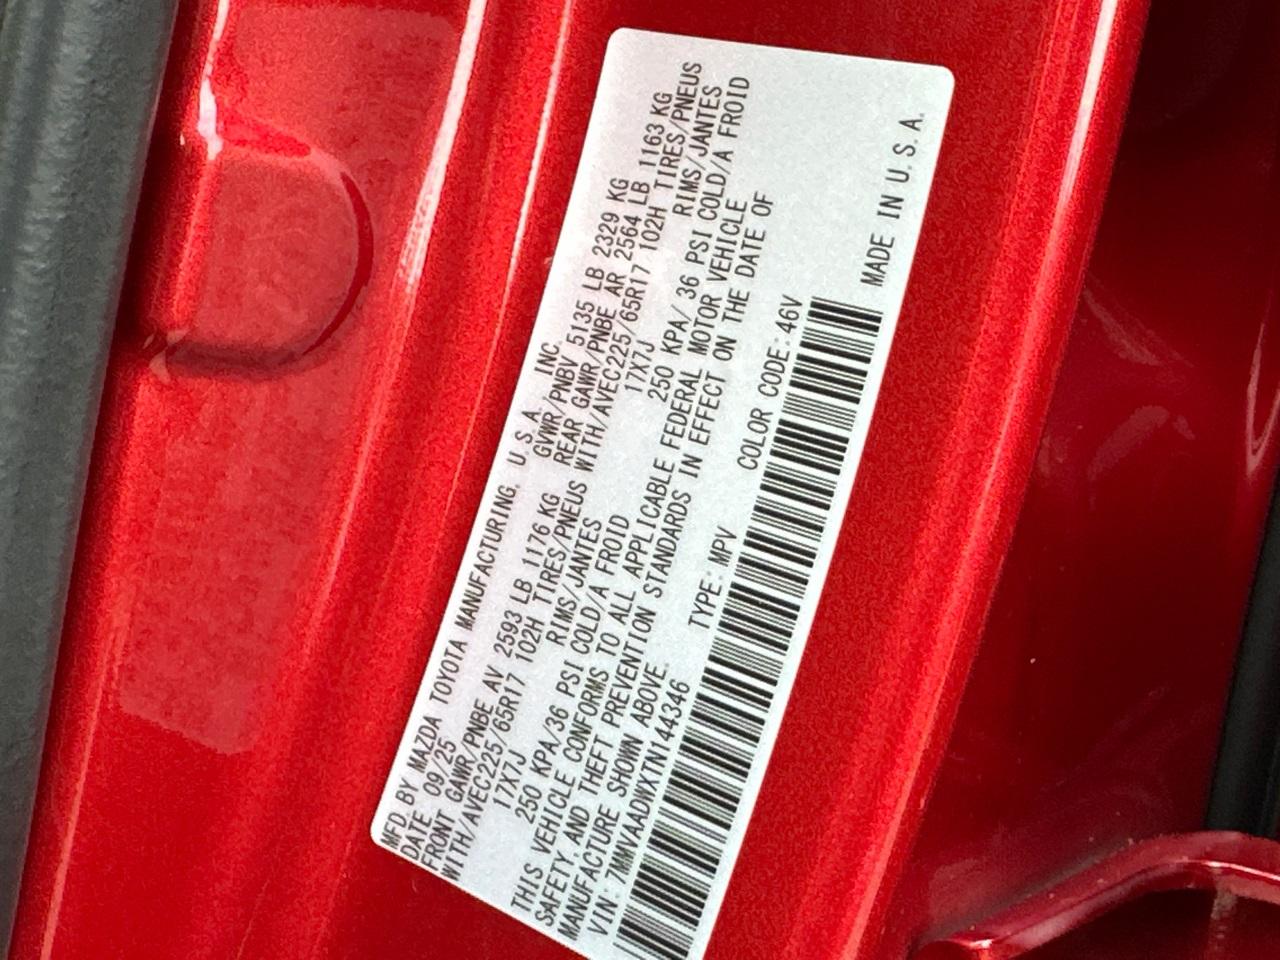 MFD BY MAZDA TOYOTA MANUFACTURING, U.S.A. INC.
DATE 09/25 GVWR/PNBV 5135 LB 2329 KG
FRONT GAWR/PNBE AV 2593 LB 1176 KG REAR GAWR/PNBE AR 2564 LB 1163 KG
WITH/AVEC225/65R17 102H TIRES/PNEUS WITH/AVEC225/65R17 102H TIRES/PNEUS
17X7J RIMS/JANTES 17X7J RIMS/JANTES
250 KPA/36 PSI COLD/A FROID 250 KPA/ 36 PSI COLD/A FROID
THIS VEHICLE CONFORMS TO ALL APPLICABLE FEDERAL MOTOR VEHICLE
SAFETY, AND THEFT PREVENTION STANDARDS IN EFFECT ON THE DATE OF
MANUFACTURE SHOWN ABOVE.
VIN: 7MMVAADWXTN144346 TYPE: MPV COLOR CODE:46V
MADE IN U.S.A.